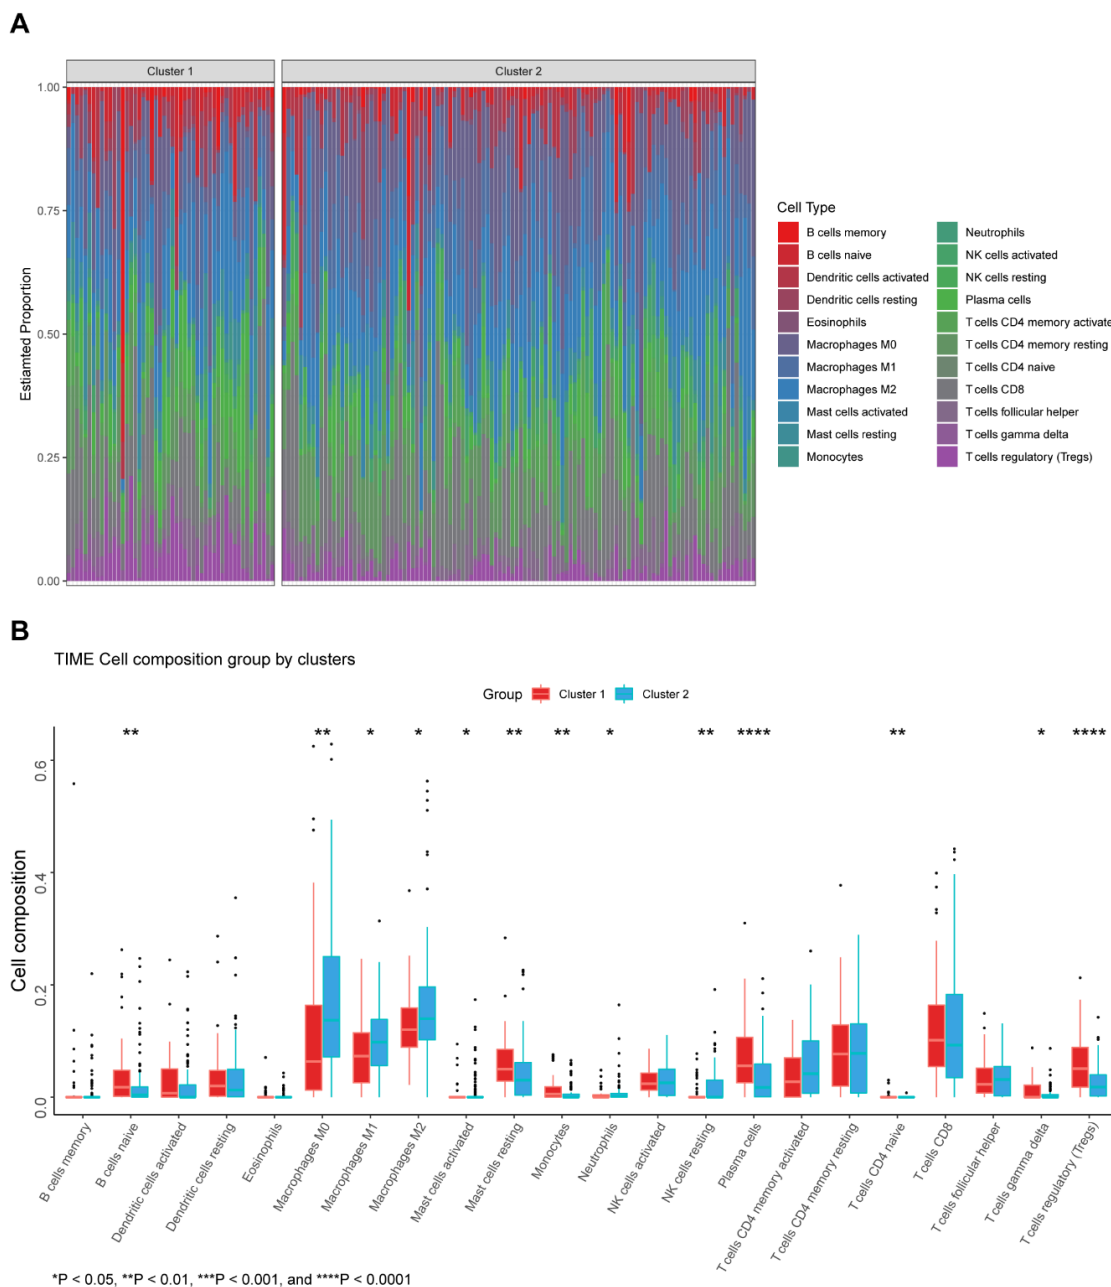 A
Cluster 1
Cluster 2
1.00
0.75
0.50
0.25
0.00
Estiamted Proportion
Cell Type
B cells memory
B cells naive
Dendritic cells activated
Dendritic cells resting
Eosinophils
Macrophages M0
Macrophages M1
Macrophages M2
Mast cells activated
Mast cells resting
Monocytes
Neutrophils
NK cells activated
NK cells resting
Plasma cells
T cells CD4 memory activate
T cells CD4 memory resting
T cells CD4 naive
T cells CD8
T cells follicular helper
T cells gamma delta
T cells regulatory (Tregs)
B
TIME Cell composition group by clusters
Group Cluster 1 Cluster 2
** ** * * * ** ** * ** **** ** * ****
0.6
0.4
0.2
0.0
Cell composition
B cells memory
B cells naive
Dendritic cells activated
Dendritic cells resting
Eosinophils
Macrophages M0
Macrophages M1
Macrophages M2
Mast cells activated
Mast cells resting
Monocytes
Neutrophils
NK cells activated
NK cells resting
Plasma cells
T cells CD4 memory activated
T cells CD4 memory resting
T cells CD4 naive
T cells CD8
T cells follicular helper
T cells gamma delta
T cells regulatory (Tregs)
*P < 0.05, **P < 0.01, ***P < 0.001, and ****P < 0.0001